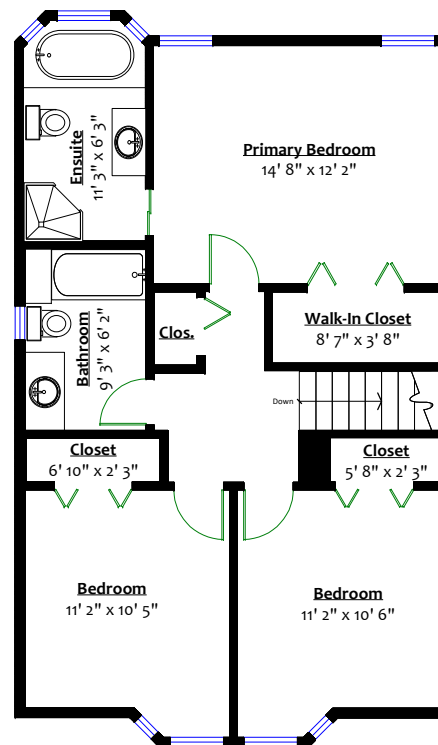 Ensuite
11' 3" x 6' 3"
Primary Bedroom
14' 8" x 12' 2"
Bathroom
9' 3" x 6' 2"
Clos.
Walk-In Closet
8' 7" x 3' 8"
Down
Closet
6' 10" x 2' 3"
Closet
5' 8" x 2' 3"
Bedroom
11' 2" x 10' 5"
Bedroom
11' 2" x 10' 6"